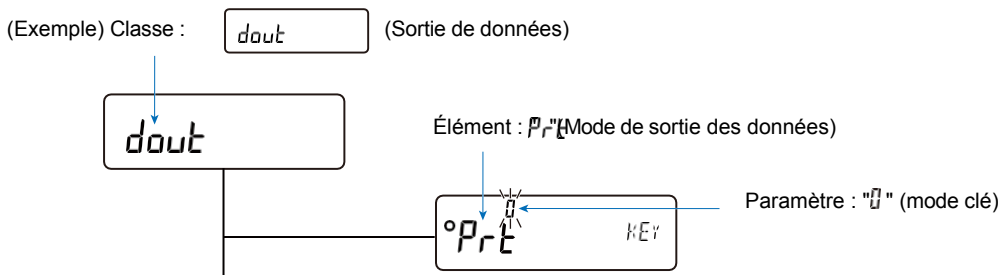 (Exemple) Classe : dout (Sortie de données)
dout
Élément : Prt (Mode de sortie des données)
Paramètre : "0" (mode clé)
0
°Prt KEY